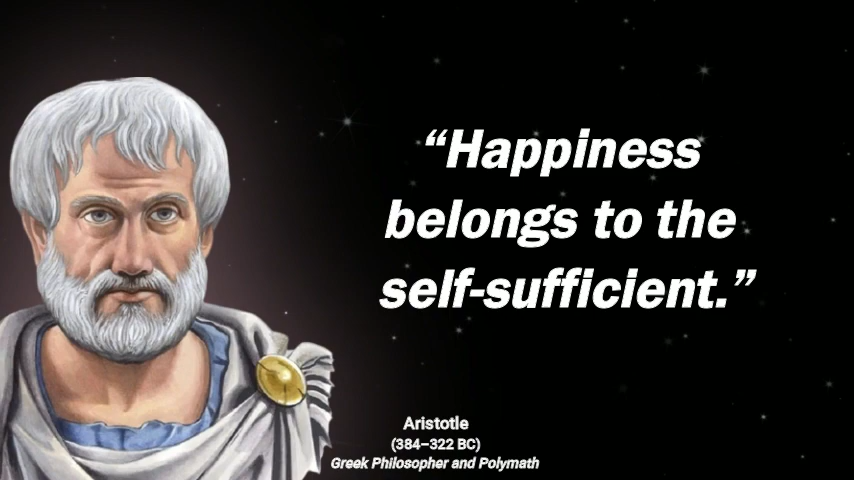 “Happiness
belongs to the
self-sufficient.”
Aristotle
(384–322 BC)
Greek Philosopher and Polymath